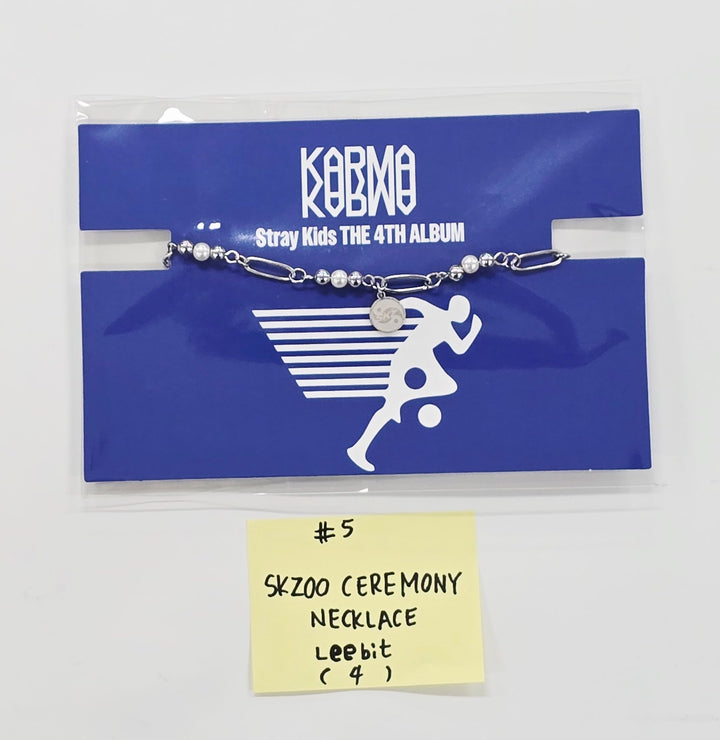 KARMA
Stray Kids THE 4TH ALBUM
#5
SKZOO CEREMONY
NECKLACE
Leebit
( 4 )